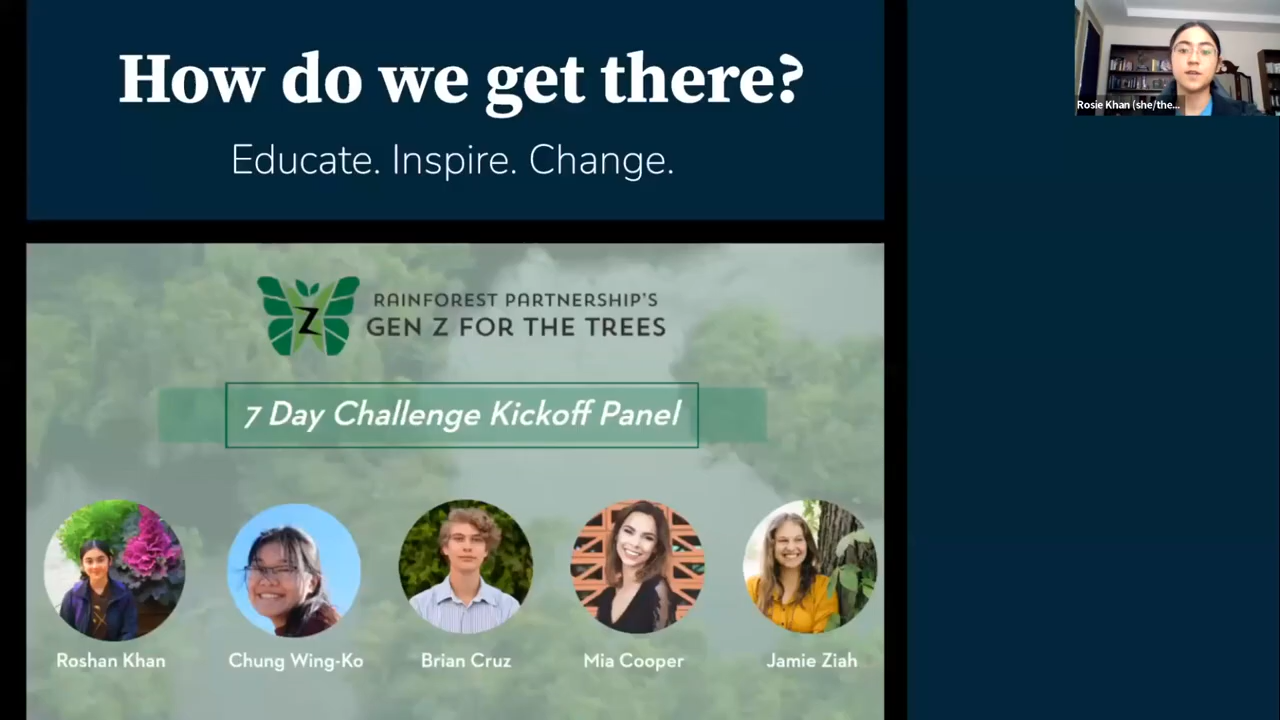 How do we get there?
Educate. Inspire. Change.
Rosie Khan (she/the...
RAINFOREST PARTNERSHIP'S
GEN Z FOR THE TREES
Z
7 Day Challenge Kickoff Panel
Roshan Khan
Chung Wing-Ko
Brian Cruz
Mia Cooper
Jamie Ziah